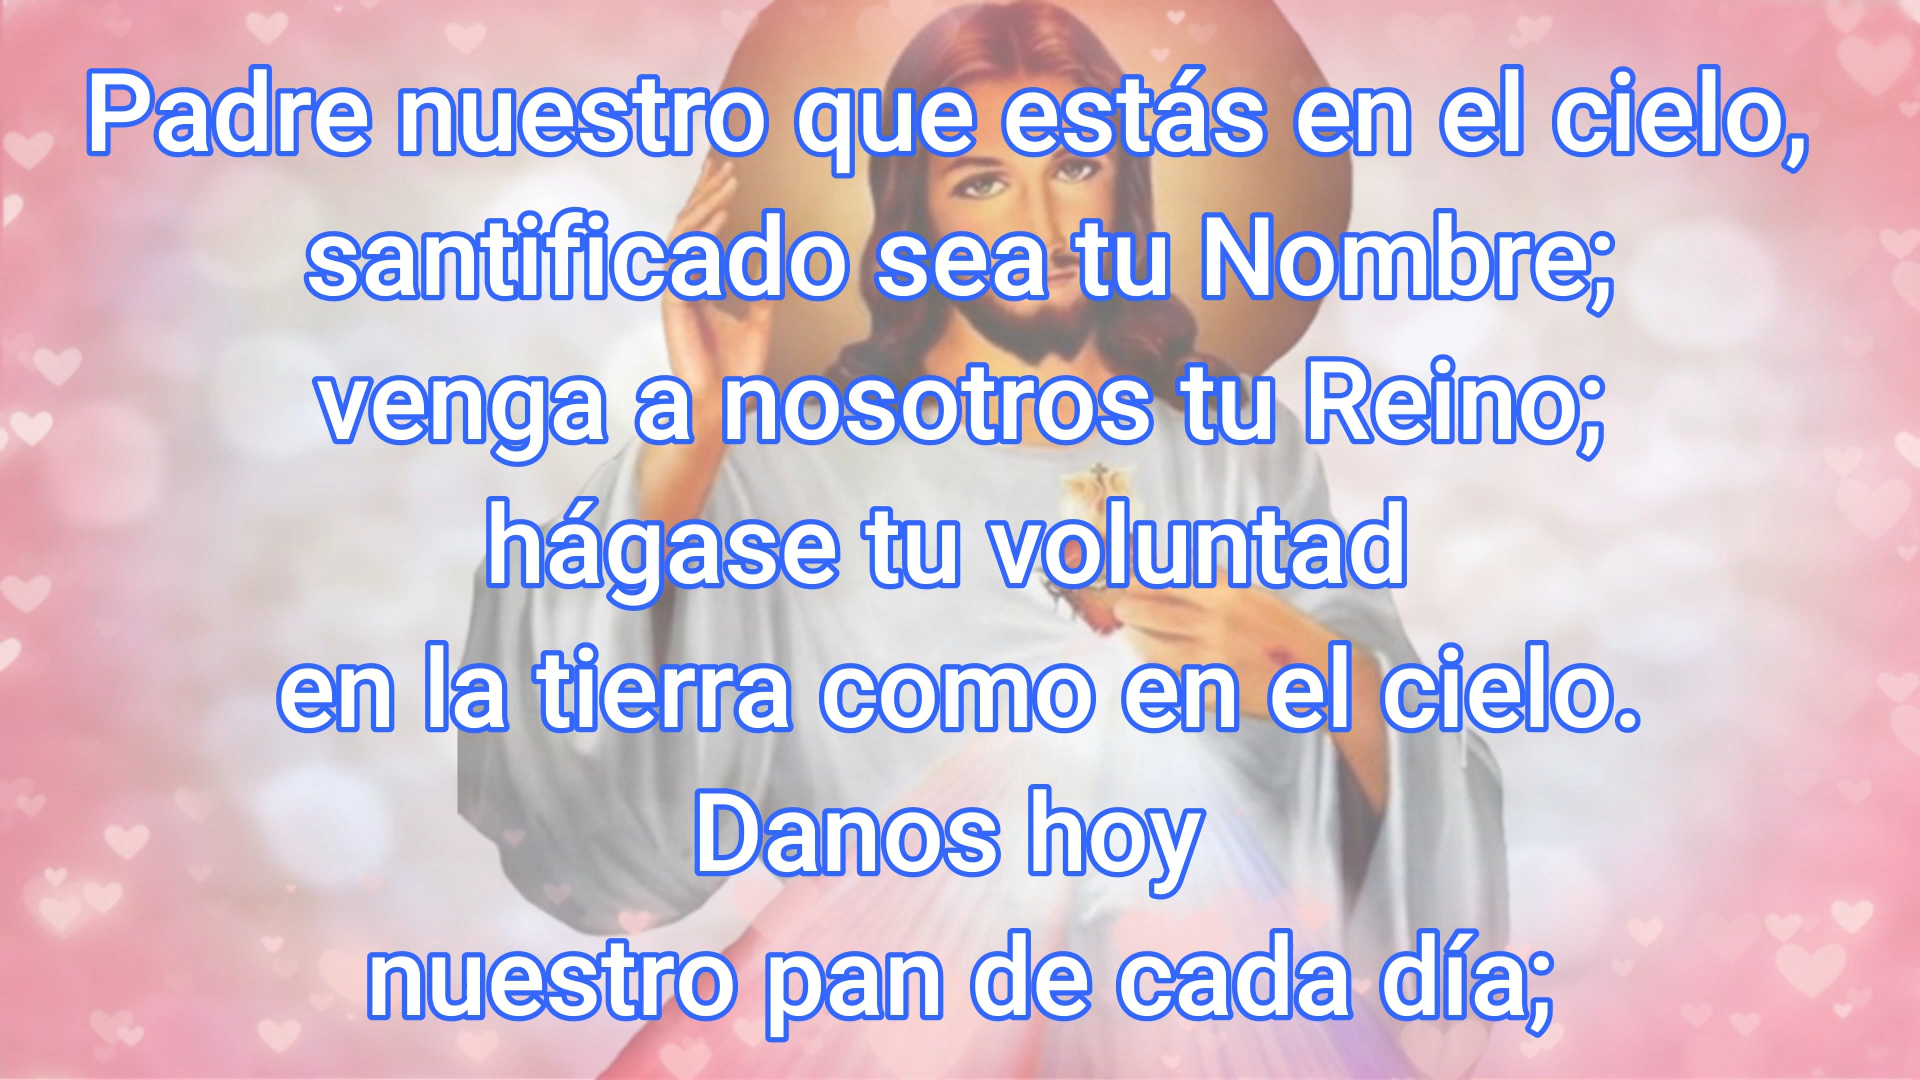 Padre nuestro que estás en el cielo,
santificado sea tu Nombre;
venga a nosotros tu Reino;
hágase tu voluntad
en la tierra como en el cielo.
Danos hoy
nuestro pan de cada día;